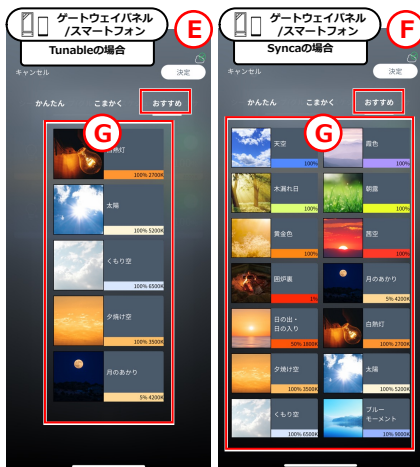 ゲートウェイパネル
/スマートフォン
E
Tunableの場合
キャンセル
決定
かんたん
こまかく
おすすめ
G
白熱灯
100% 2700K
太陽
100% 5200K
くもり空
100% 6500K
夕焼け空
100% 3500K
月のあかり
5% 4200K
ゲートウェイパネル
/スマートフォン
F
Syncaの場合
キャンセル
決定
かんたん
こまかく
おすすめ
G
天空
100%
霞色
100%
木漏れ日
100%
朝露
100%
黄金色
100%
茜空
100%
囲炉裏
1%
月のあかり
5% 4200K
日の出・
日の入り
50% 1800K
白熱灯
100% 2700K
夕焼け空
100% 3500K
太陽
100% 5200K
くもり空
100% 6500K
ブルー
モーメント
10% 9000K